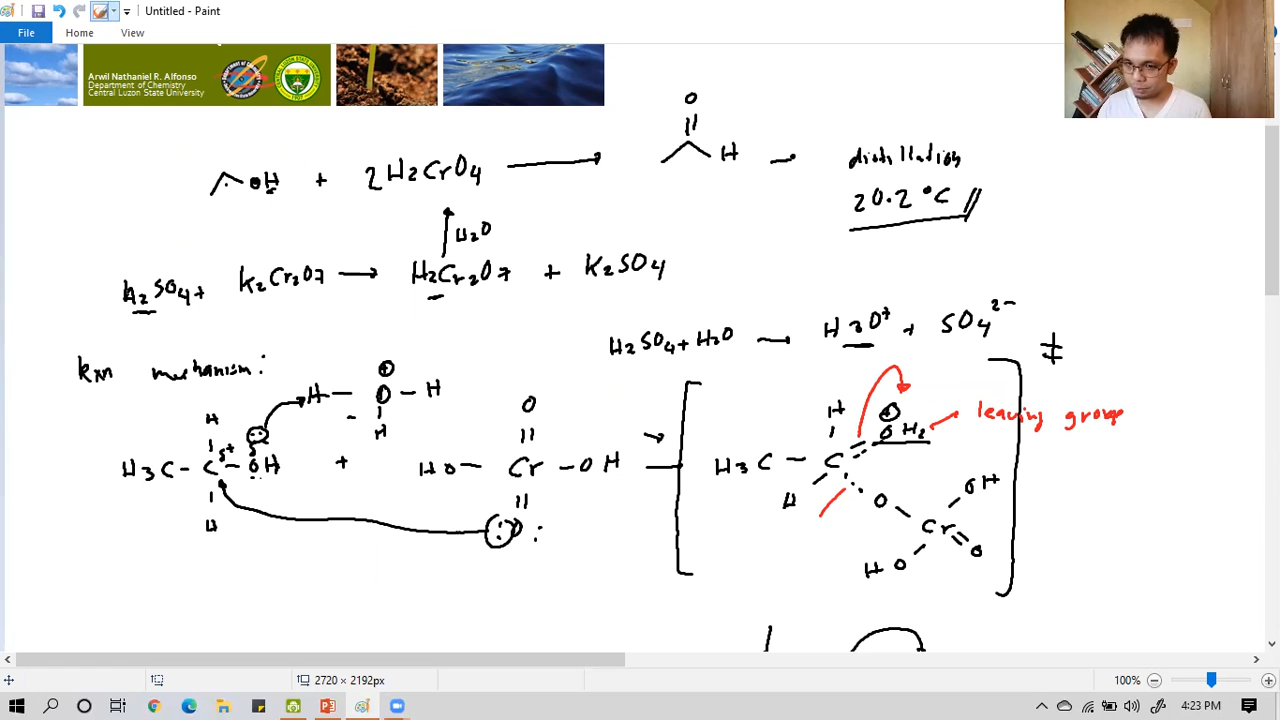 Untitled - Paint
File Home View
Arwil Nathaniel R. Alfonso
Department of Chemistry
Central Luzon State University
O
OH + 2H2CrO4 → H → distillation
20.2 °C
H2O
K2SO4 + K2Cr2O7 → H2Cr2O7 + K2SO4
H2SO4 + H2O → H3O+ + SO4 2-
‡
rxn mechanism:
H – O – H
⊕
H
H
H3C – C – OH
δ+
H
+
O
HO – Cr – OH
O
→
H
⊕
OH2
leaving group
H3C – C
H
O
OH
Cr = O
HO
2720 × 2192px
100%
4:23 PM